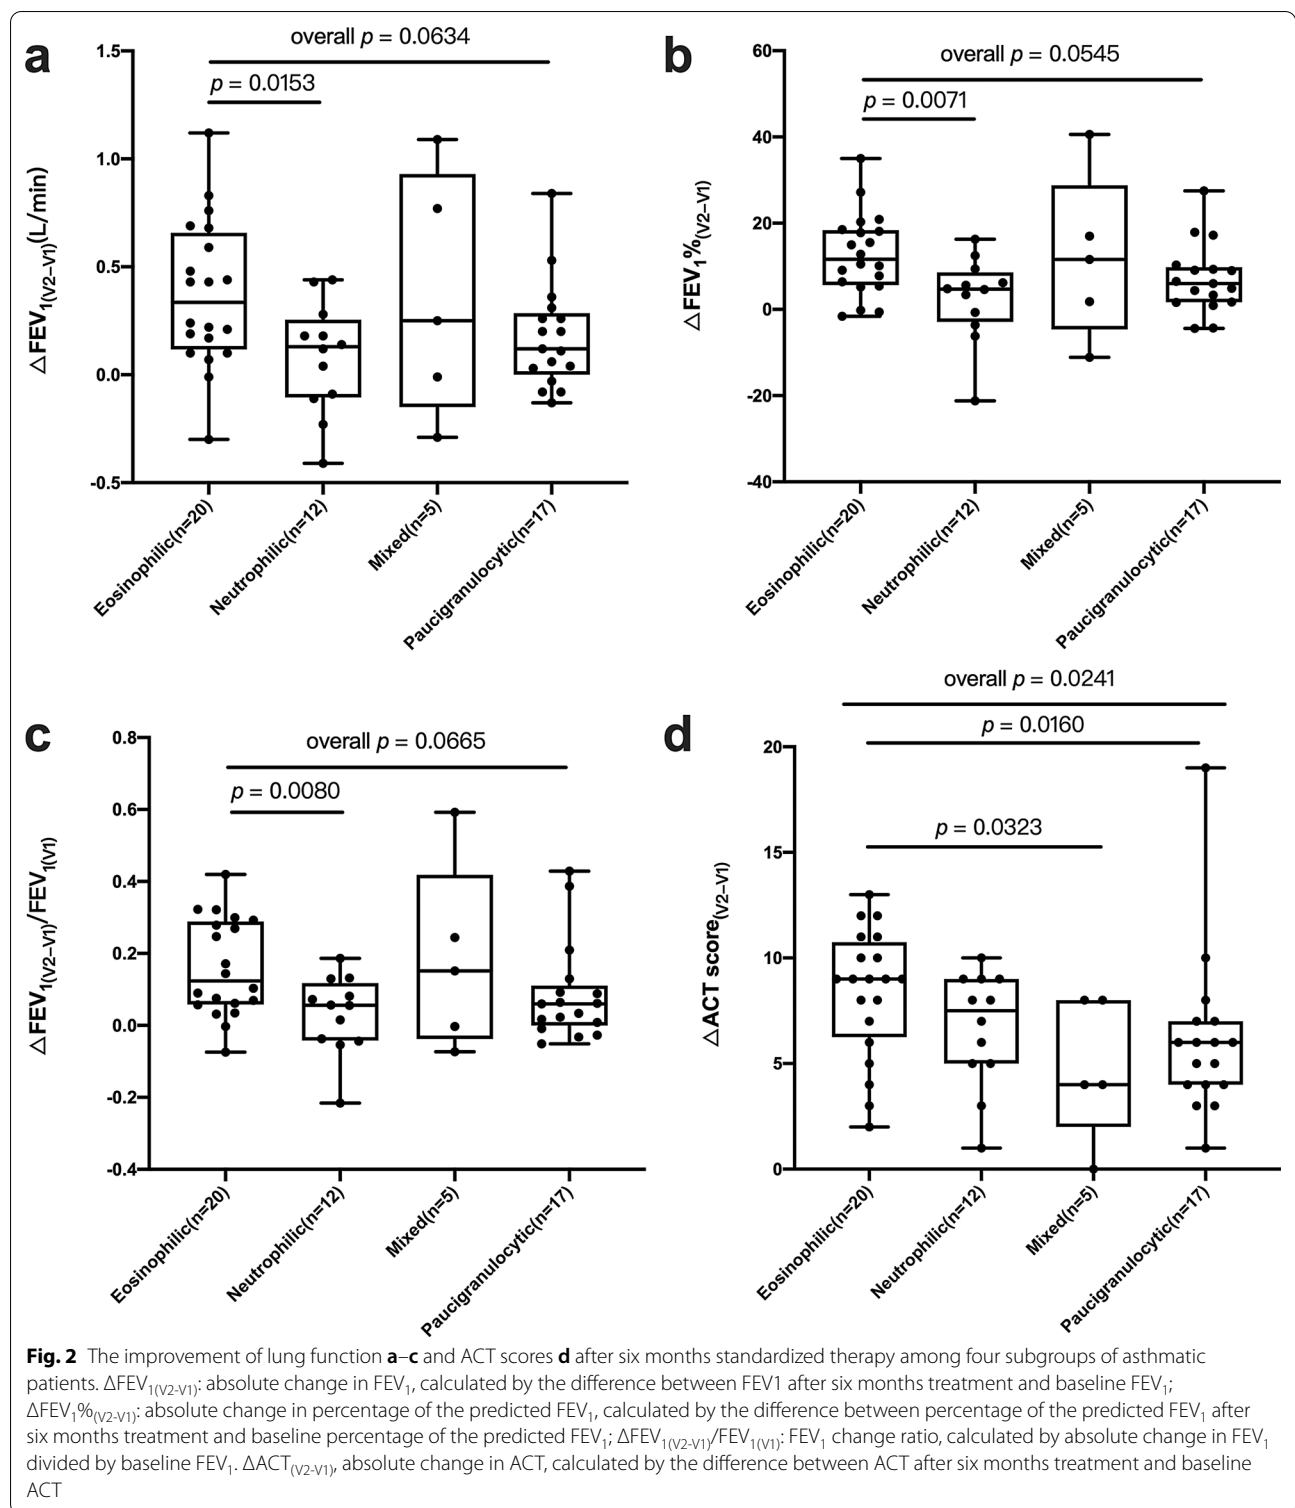 a
overall p = 0.0634
p = 0.0153
△FEV1(V2−V1)(L/min)
1.5
1.0
0.5
0.0
-0.5
Eosinophilic(n=20)
Neutrophilic(n=12)
Mixed(n=5)
Paucigranulocytic(n=17)
b
overall p = 0.0545
p = 0.0071
△FEV1%(V2−V1)
60
40
20
0
-20
-40
Eosinophilic(n=20)
Neutrophilic(n=12)
Mixed(n=5)
Paucigranulocytic(n=17)
c
overall p = 0.0665
p = 0.0080
△FEV1(V2−V1)/FEV1(V1)
0.8
0.6
0.4
0.2
0.0
-0.2
-0.4
Eosinophilic(n=20)
Neutrophilic(n=12)
Mixed(n=5)
Paucigranulocytic(n=17)
d
overall p = 0.0241
p = 0.0160
p = 0.0323
△ACT score(V2−V1)
20
15
10
5
0
Eosinophilic(n=20)
Neutrophilic(n=12)
Mixed(n=5)
Paucigranulocytic(n=17)
Fig. 2 The improvement of lung function a–c and ACT scores d after six months standardized therapy among four subgroups of asthmatic
patients. ΔFEV1(V2-V1): absolute change in FEV1, calculated by the difference between FEV1 after six months treatment and baseline FEV1;
ΔFEV1%(V2-V1): absolute change in percentage of the predicted FEV1, calculated by the difference between percentage of the predicted FEV1 after
six months treatment and baseline percentage of the predicted FEV1; ΔFEV1(V2-V1)/FEV1(V1): FEV1 change ratio, calculated by absolute change in FEV1
divided by baseline FEV1. ΔACT(V2-V1), absolute change in ACT, calculated by the difference between ACT after six months treatment and baseline
ACT